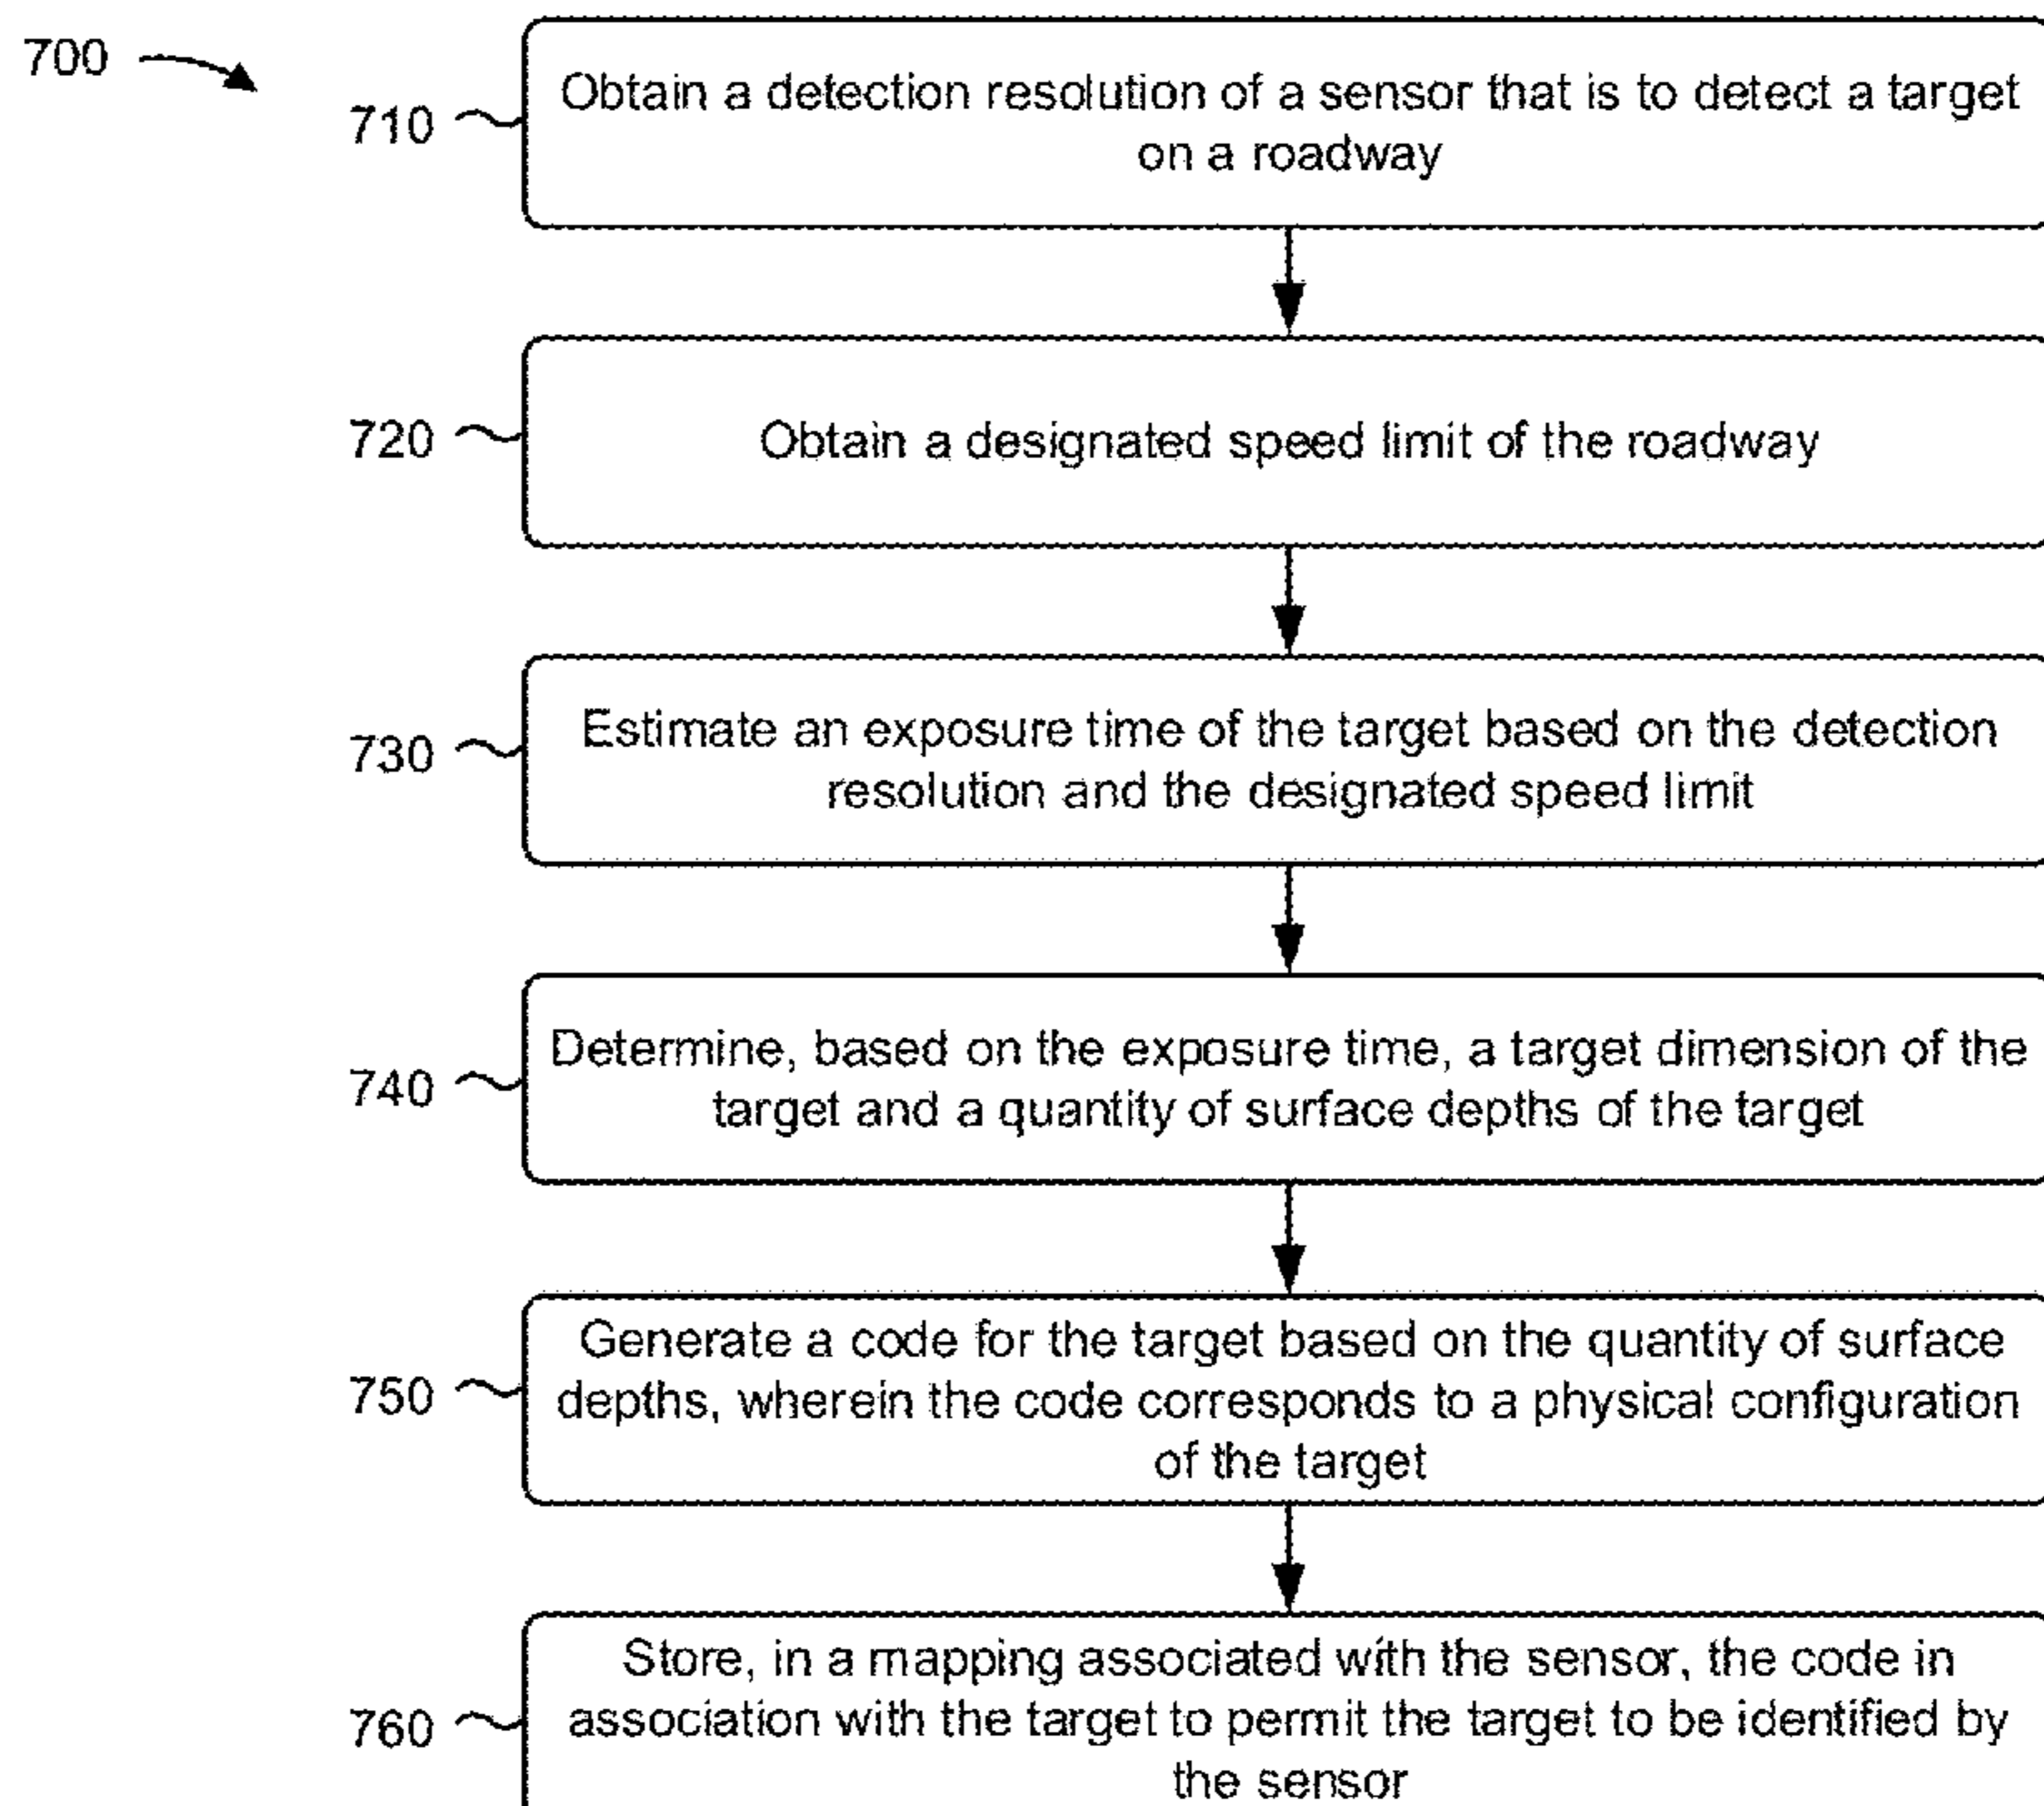 700
710
Obtain a detection resolution of a sensor that is to detect a target
on a roadway
720
Obtain a designated speed limit of the roadway
730
Estimate an exposure time of the target based on the detection
resolution and the designated speed limit
740
Determine, based on the exposure time, a target dimension of the
target and a quantity of surface depths of the target
750
Generate a code for the target based on the quantity of surface
depths, wherein the code corresponds to a physical configuration
of the target
760
Store, in a mapping associated with the sensor, the code in
association with the target to permit the target to be identified by
the sensor